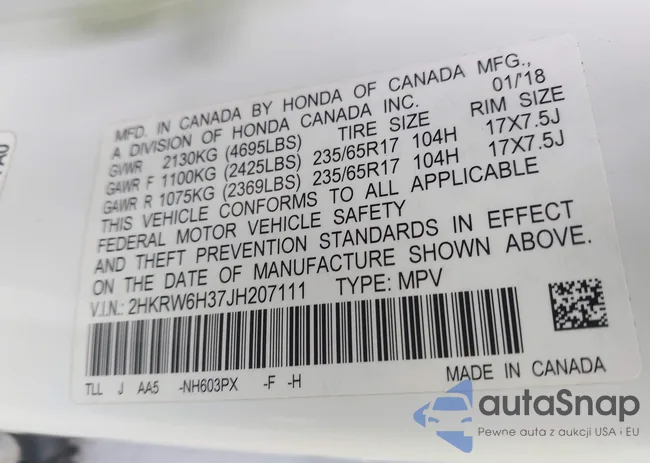 MFD. IN CANADA BY HONDA OF CANADA MFG.,
A DIVISION OF HONDA CANADA INC. 01/'18
GVWR 2130KG (4695LBS) TIRE SIZE RIM SIZE
GAWR F 1100KG (2425LBS) 235/65R17 104H 17X7.5J
GAWR R 1075KG (2369LBS) 235/65R17 104H 17X7.5J
THIS VEHICLE CONFORMS TO ALL APPLICABLE
FEDERAL MOTOR VEHICLE SAFETY
AND THEFT PREVENTION STANDARDS IN EFFECT
ON THE DATE OF MANUFACTURE SHOWN ABOVE.
V.I.N.: 2HKRW6H37JH207111 TYPE: MPV
TLL J AA5 -NH603PX -F -H MADE IN CANADA
autoSnap
Pewne auta z aukcji USA i EU